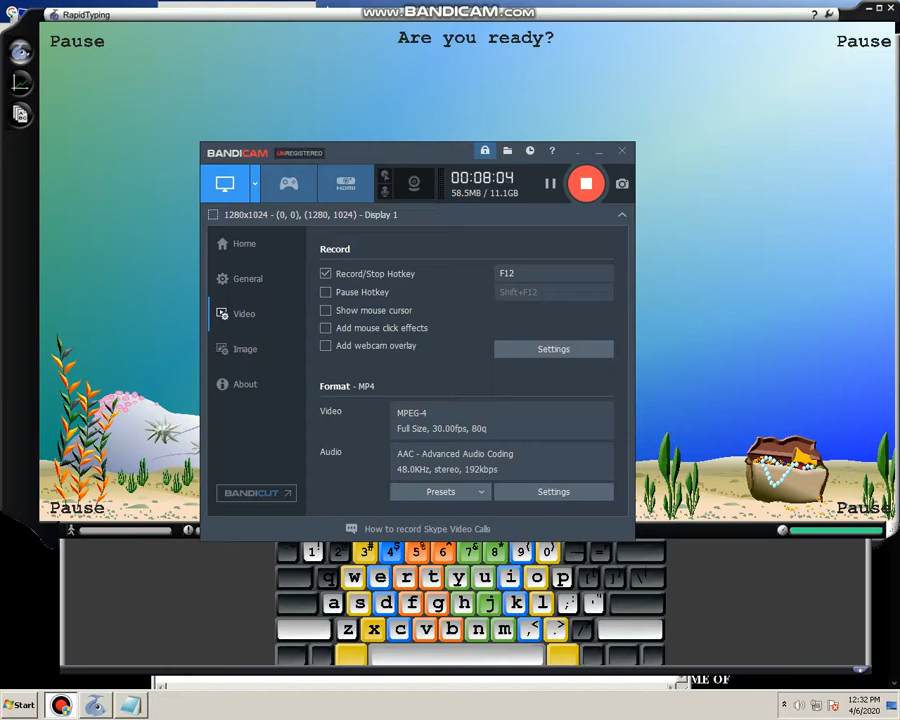 www.BANDICAM.com
RapidTyping
?
Pause
Are you ready?
Pause
BANDICAM UNREGISTERED
?
HDMI
00:08:04
58.5MB / 11.1GB
1280x1024 - (0, 0), (1280, 1024) - Display 1
Home
General
Video
Image
About
BANDICUT
Record
Record/Stop Hotkey
F12
Pause Hotkey
Shift+F12
Show mouse cursor
Add mouse click effects
Add webcam overlay
Settings
Format - MP4
Video
MPEG-4
Full Size, 30.00fps, 80q
Audio
AAC - Advanced Audio Coding
48.0KHz, stereo, 192kbps
Presets
Settings
How to record Skype Video Calls
Pause
Pause
1! 2" 3# 4$ 5% 6^ 7& 8* 9( 0) - =
q w e r t y u i o p [{ ]} \|
a s d f g h j k l ;: '"
z x c v b n m ,< .> /
ME OF
Start
12:32 PM
4/6/2020